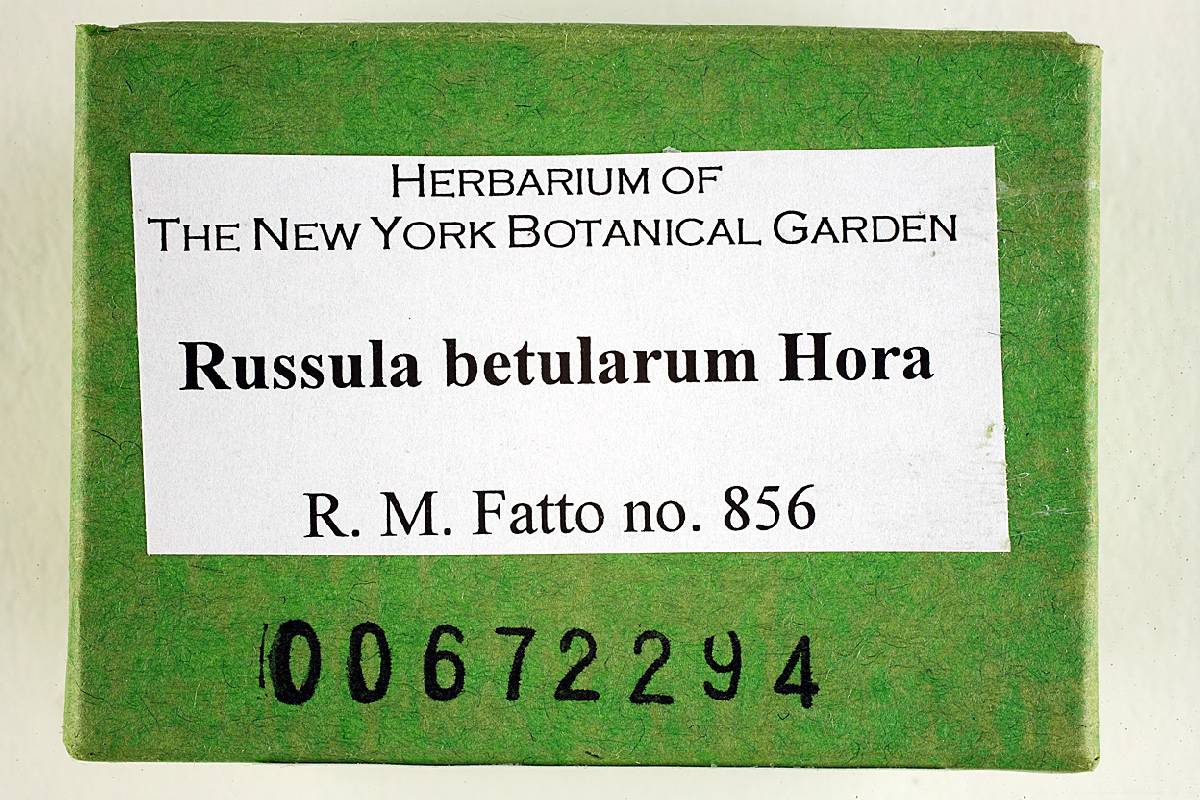 HERBARIUM OF
THE NEW YORK BOTANICAL GARDEN
Russula betularum Hora
R. M. Fatto no. 856
00672294